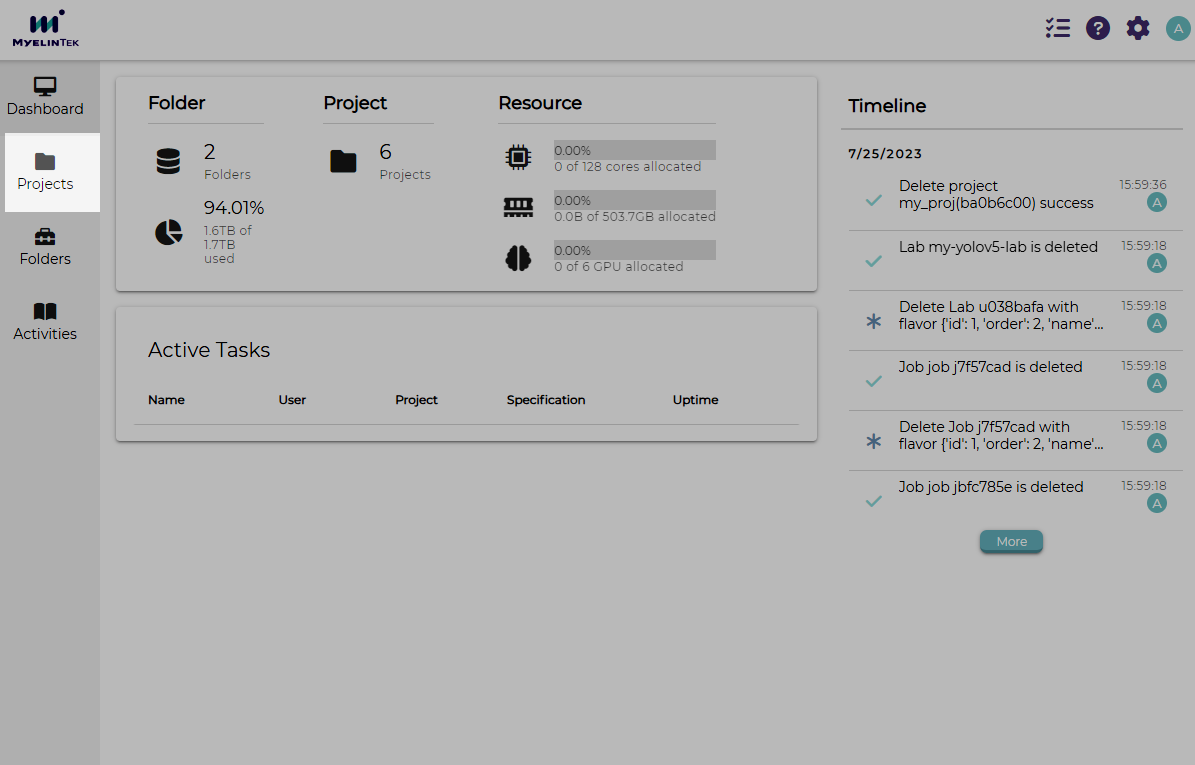 MYELINTEK
?
A
Dashboard
Projects
Folders
Activities
Folder
2
Folders
94.01%
1.6TB of
1.7TB
used
Project
6
Projects
Resource
0.00%
0 of 128 cores allocated
0.00%
0.0B of 503.7GB allocated
0.00%
0 of 6 GPU allocated
Active Tasks
Name User Project Specification Uptime
Timeline
7/25/2023
Delete project 15:59:36
my_proj(ba0b6c00) success A
Lab my-yolov5-lab is deleted 15:59:18
A
Delete Lab u038bafa with 15:59:18
flavor {'id': 1, 'order': 2, 'name'... A
Job job j7f57cad is deleted 15:59:18
A
Delete Job j7f57cad with 15:59:18
flavor {'id': 1, 'order': 2, 'name'... A
Job job jbfc785e is deleted 15:59:18
A
More